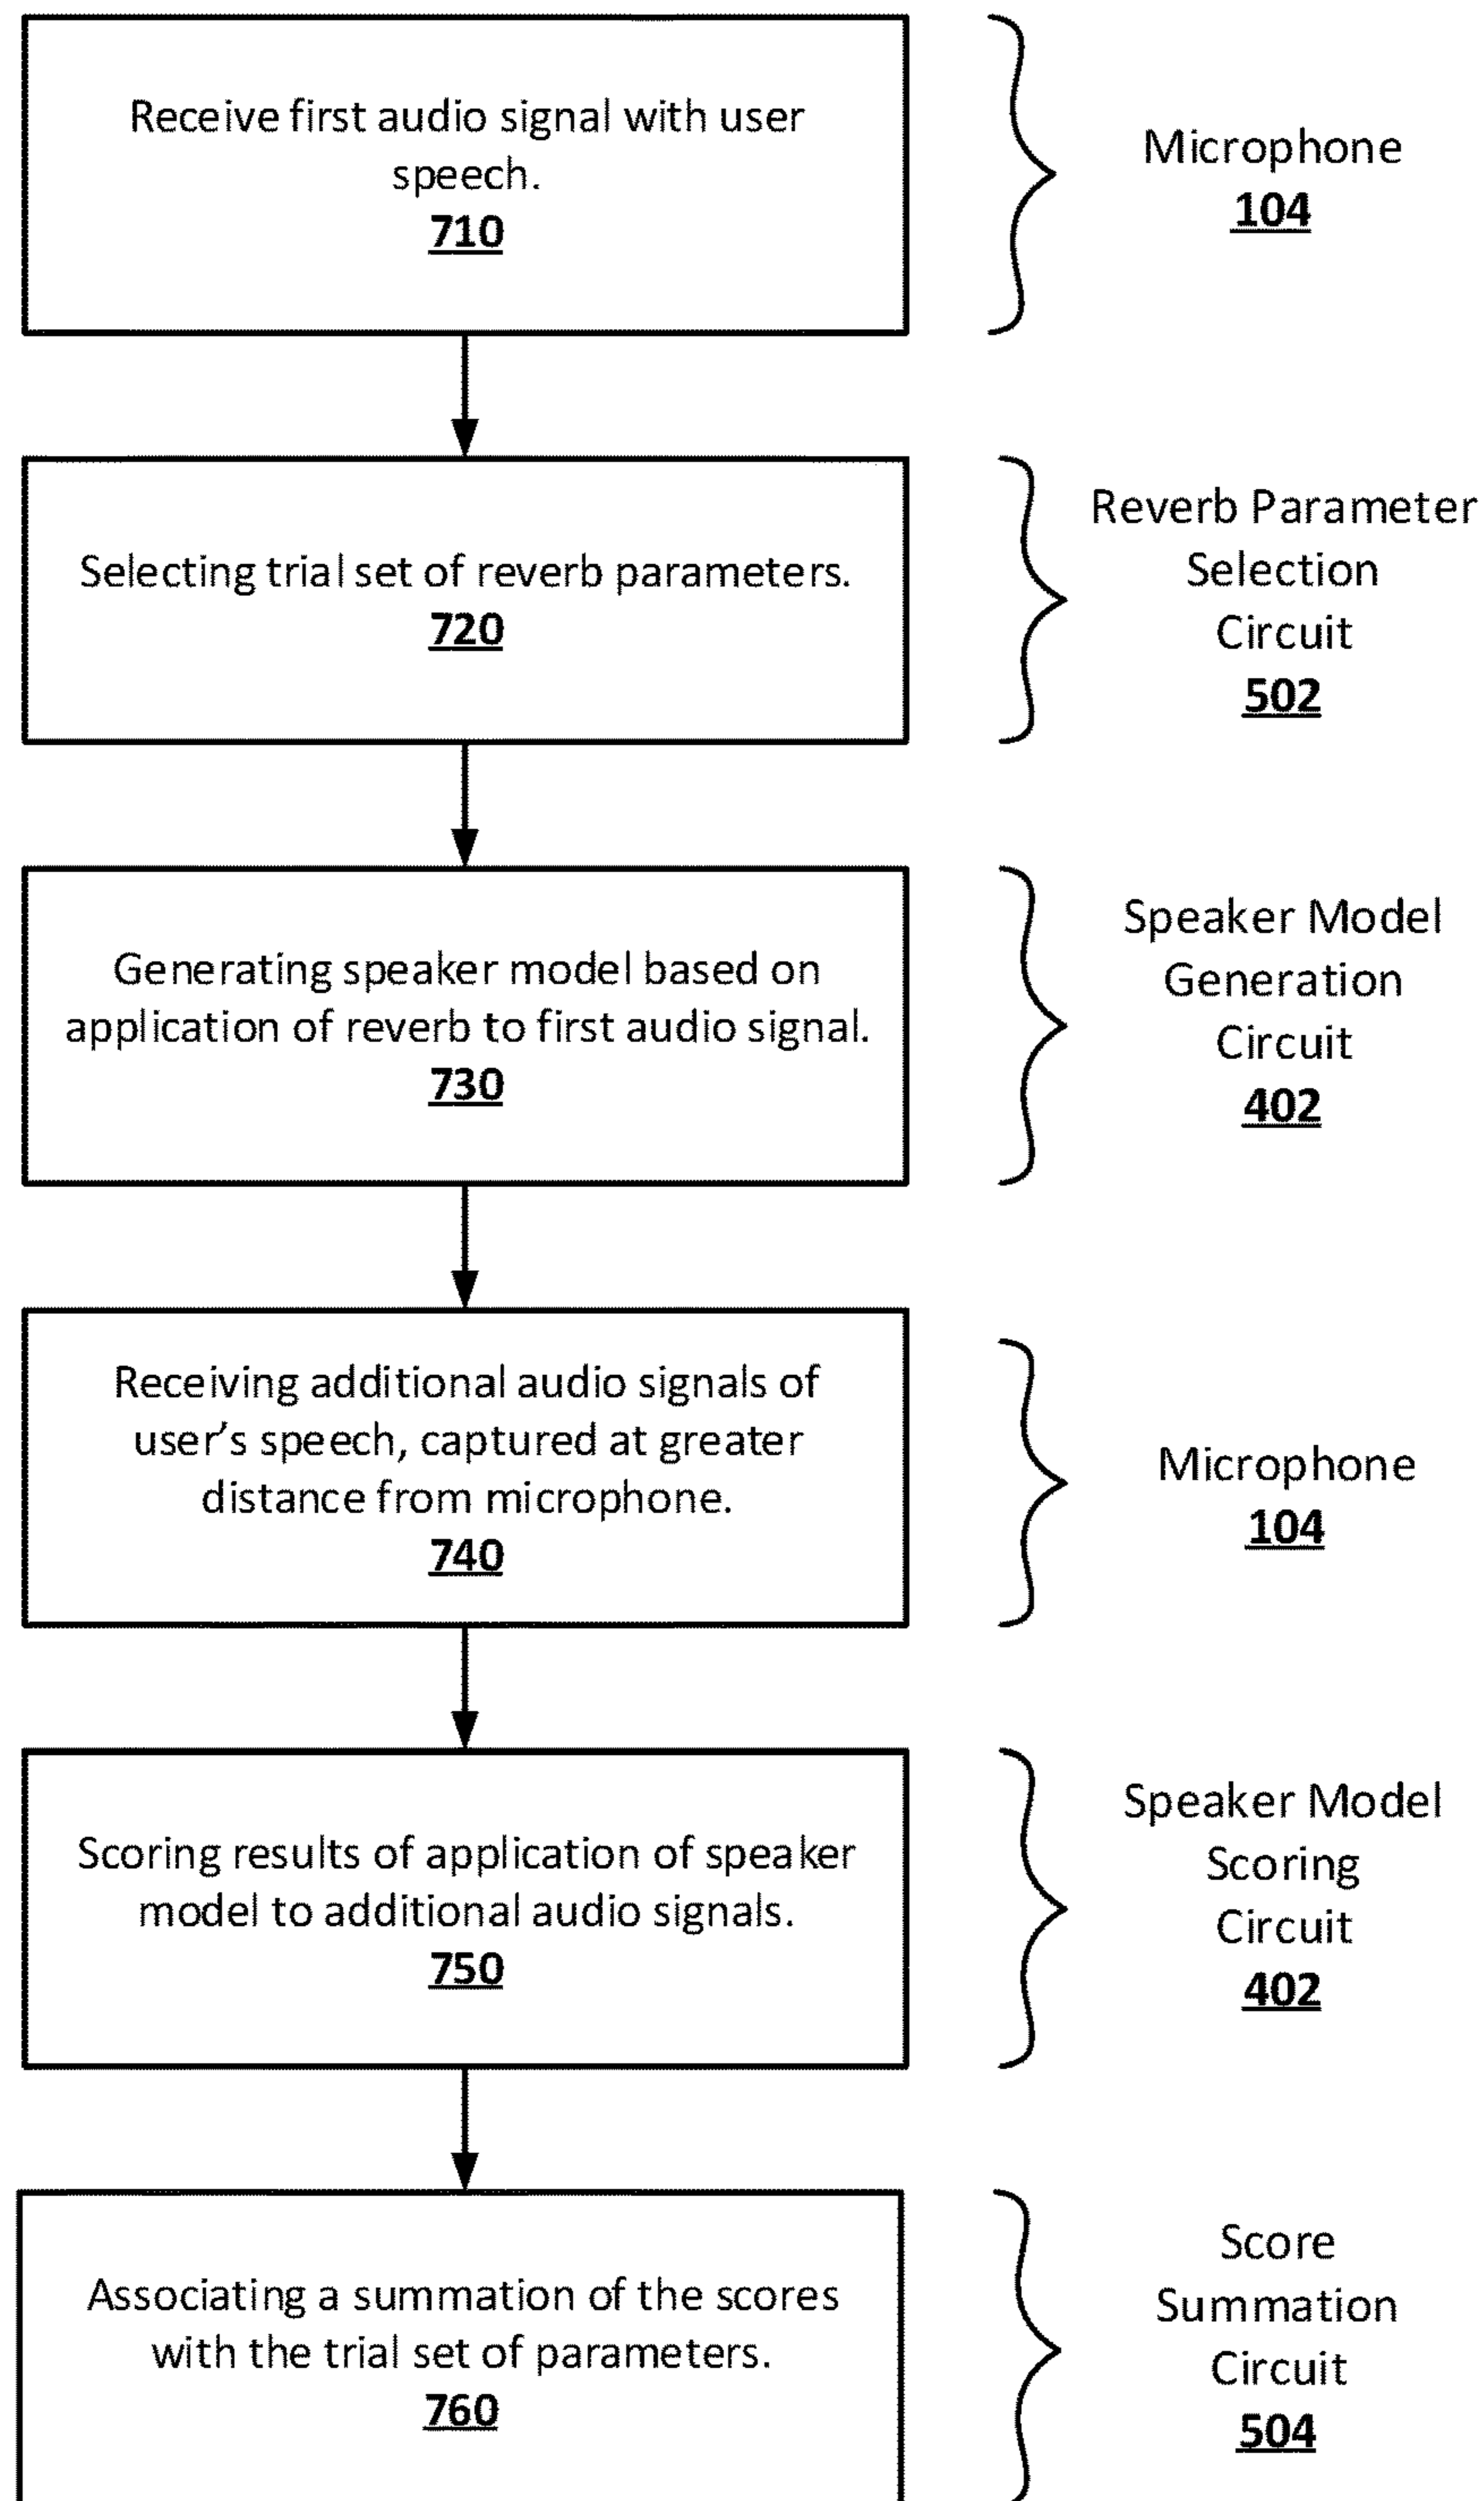 Receive first audio signal with user
speech.
710
Microphone
104
Selecting trial set of reverb parameters.
720
Reverb Parameter
Selection
Circuit
502
Generating speaker model based on
application of reverb to first audio signal.
730
Speaker Model
Generation
Circuit
402
Receiving additional audio signals of
user's speech, captured at greater
distance from microphone.
740
Microphone
104
Scoring results of application of speaker
model to additional audio signals.
750
Speaker Model
Scoring
Circuit
402
Associating a summation of the scores
with the trial set of parameters.
760
Score
Summation
Circuit
504